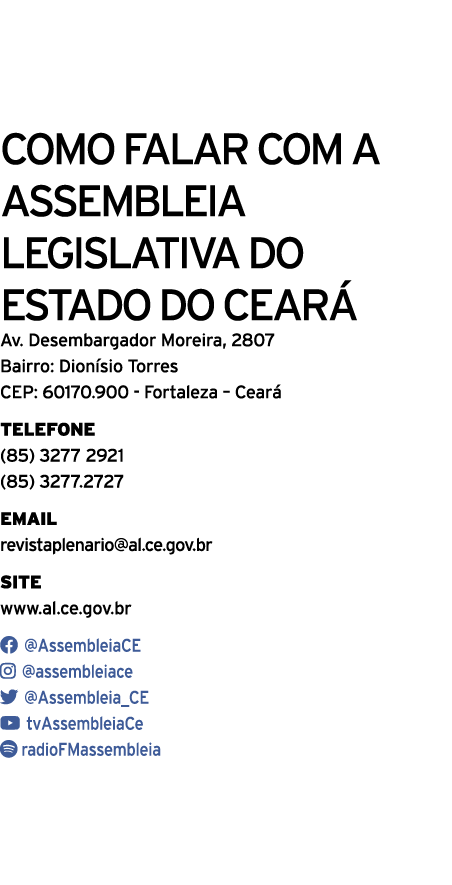 COMO FALAR COM A
ASSEMBLEIA
LEGISLATIVA DO
ESTADO DO CEARÁ
Av. Desembargador Moreira, 2807
Bairro: Dionísio Torres
CEP: 60170.900 - Fortaleza – Ceará
TELEFONE
(85) 3277 2921
(85) 3277.2727
EMAIL
revistaplenario@al.ce.gov.br
SITE
www.al.ce.gov.br
@AssembleiaCE
@assembleiace
@Assembleia_CE
tvAssembleiaCe
radioFMassembleia